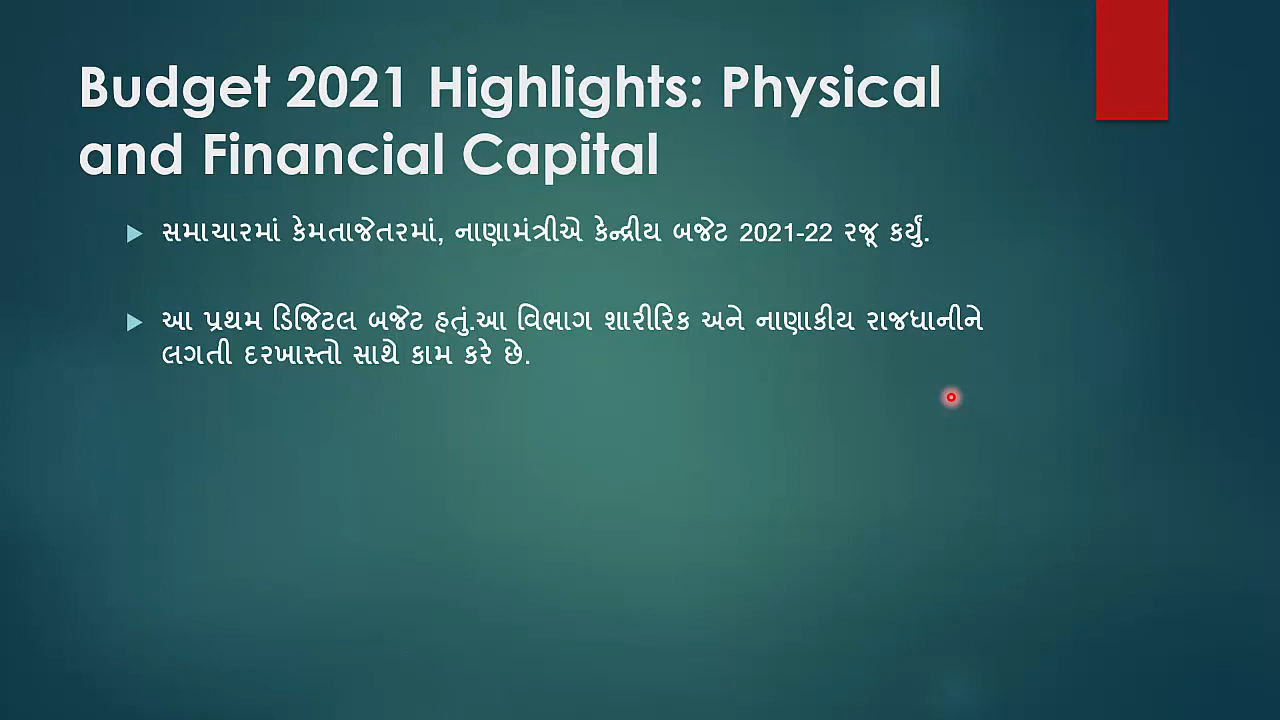 Budget 2021 Highlights: Physical
and Financial Capital
સમાચારમાં કેમતાજેતરમાં, નાણામંત્રીએ કેન્દ્રીય બજેટ 2021-22 રજૂ કર્યું.
આ પ્રથમ ડિજિટલ બજેટ હતું.આ વિભાગ શારીરિક અને નાણાકીય રાજધાનીને
લગતી દરખાસ્તો સાથે કામ કરે છે.